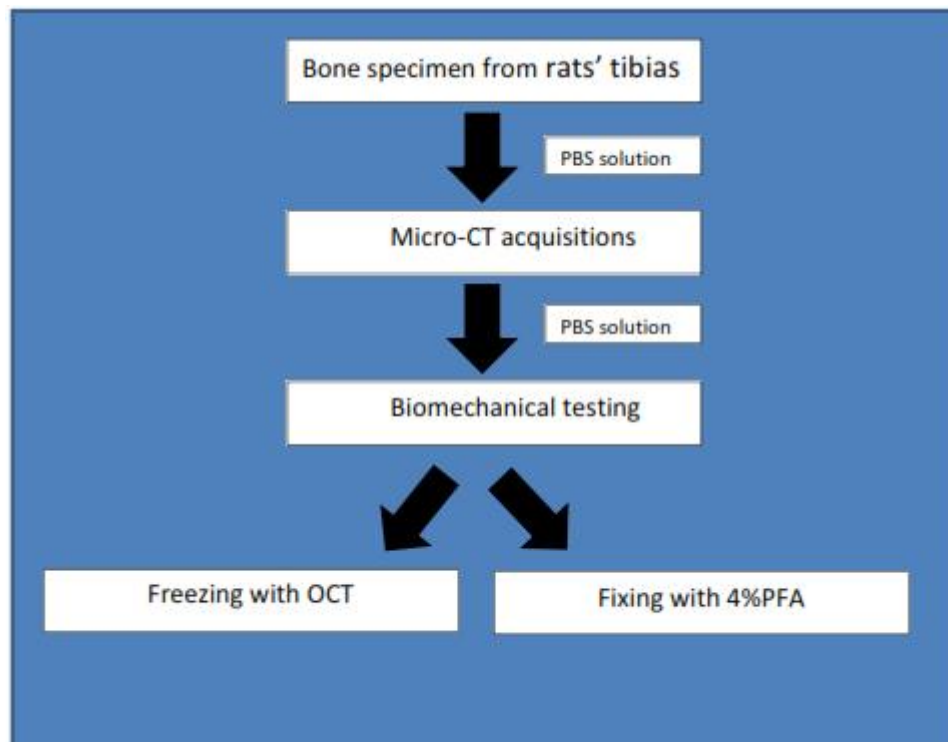 Bone specimen from rats’ tibias
PBS solution
Micro-CT acquisitions
PBS solution
Biomechanical testing
Freezing with OCT
Fixing with 4%PFA